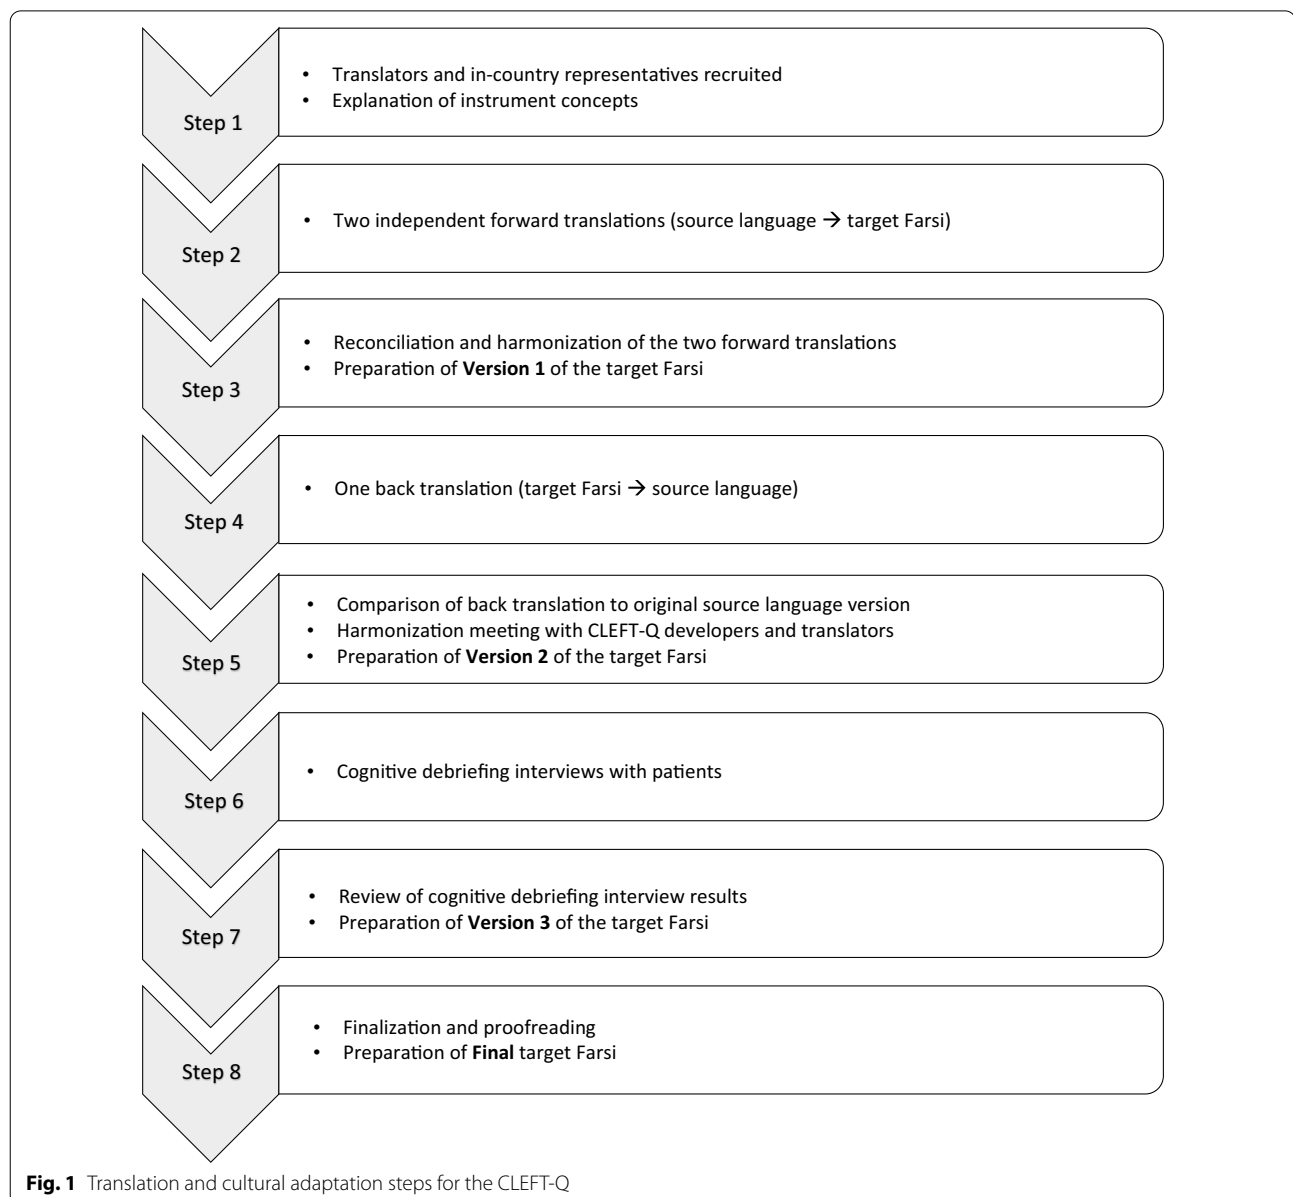 Step 1
• Translators and in-country representatives recruited
• Explanation of instrument concepts
Step 2
• Two independent forward translations (source language → target Farsi)
Step 3
• Reconciliation and harmonization of the two forward translations
• Preparation of Version 1 of the target Farsi
Step 4
• One back translation (target Farsi → source language)
Step 5
• Comparison of back translation to original source language version
• Harmonization meeting with CLEFT-Q developers and translators
• Preparation of Version 2 of the target Farsi
Step 6
• Cognitive debriefing interviews with patients
Step 7
• Review of cognitive debriefing interview results
• Preparation of Version 3 of the target Farsi
Step 8
• Finalization and proofreading
• Preparation of Final target Farsi
Fig. 1 Translation and cultural adaptation steps for the CLEFT-Q